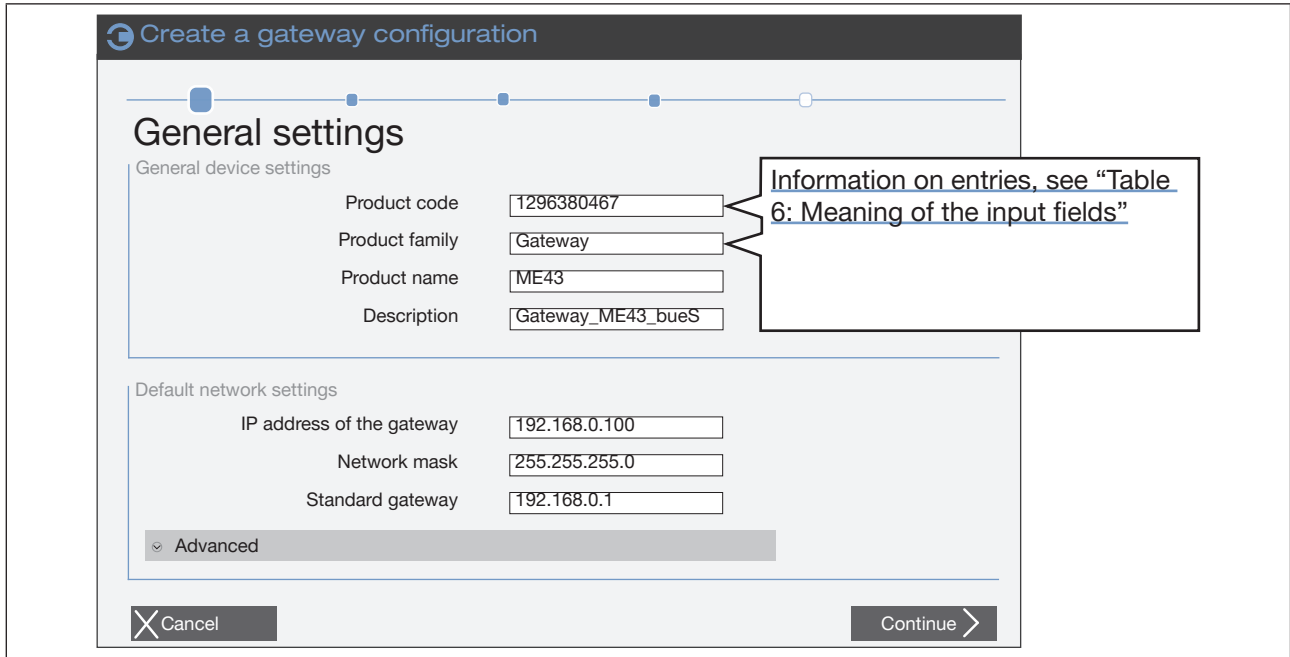 Create a gateway configuration
General settings
General device settings
Product code 1296380467
Product family Gateway
Product name ME43
Description Gateway_ME43_bueS
Information on entries, see “Table
6: Meaning of the input fields”
Default network settings
IP address of the gateway 192.168.0.100
Network mask 255.255.255.0
Standard gateway 192.168.0.1
Advanced
Cancel
Continue